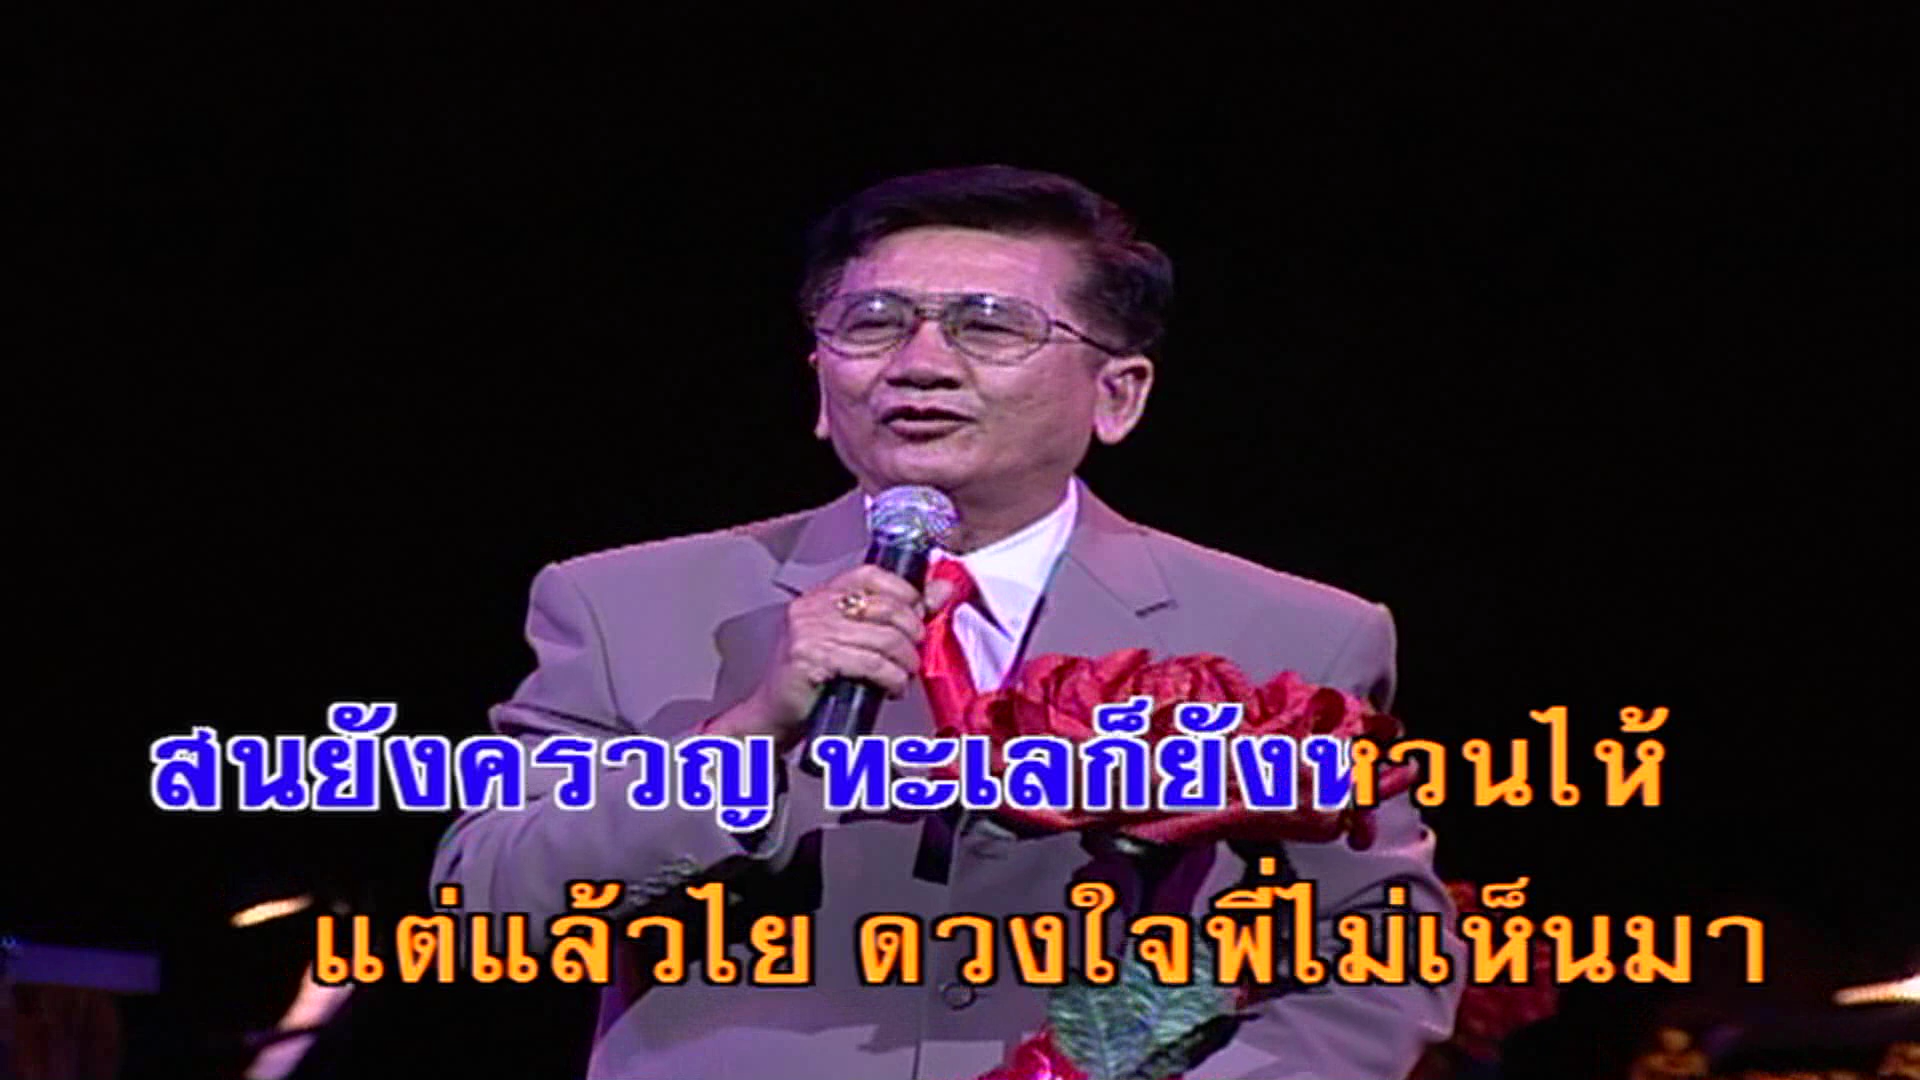 สนยังครวญ ทะเลก็ยังหวนไห้
แต่แล้วไย ดวงใจพี่ไม่เห็นมา